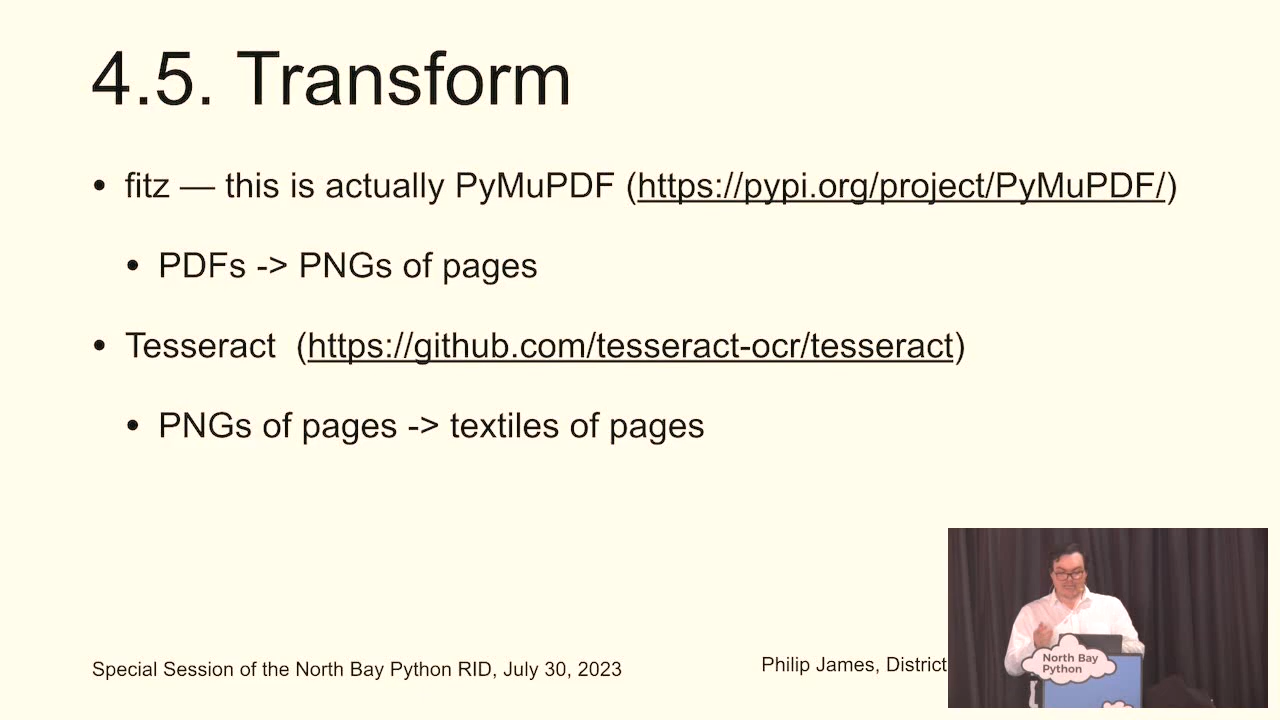 4.5. Transform
• fitz — this is actually PyMuPDF (https://pypi.org/project/PyMuPDF/)
• PDFs -> PNGs of pages
• Tesseract (https://github.com/tesseract-ocr/tesseract)
• PNGs of pages -> textiles of pages
Special Session of the North Bay Python RID, July 30, 2023
Philip James, District
North Bay
Python